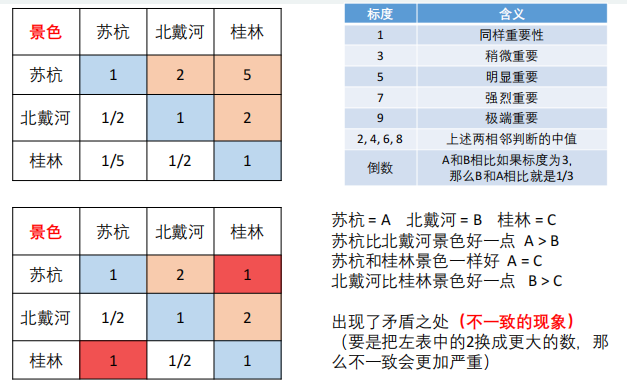 景色 苏杭 北戴河 桂林
苏杭 1 2 5
北戴河 1/2 1 2
桂林 1/5 1/2 1
标度 含义
1 同样重要性
3 稍微重要
5 明显重要
7 强烈重要
9 极端重要
2, 4, 6, 8 上述两相邻判断的中值
倒数 A和B相比如果标度为3,
那么B和A相比就是1/3
景色 苏杭 北戴河 桂林
苏杭 1 2 1
北戴河 1/2 1 2
桂林 1 1/2 1
苏杭 = A 北戴河 = B 桂林 = C
苏杭比北戴河景色好一点 A > B
苏杭和桂林景色一样好 A = C
北戴河比桂林景色好一点 B > C
出现了矛盾之处（不一致的现象）
（要是把左表中的2换成更大的数，那
么不一致会更加严重）